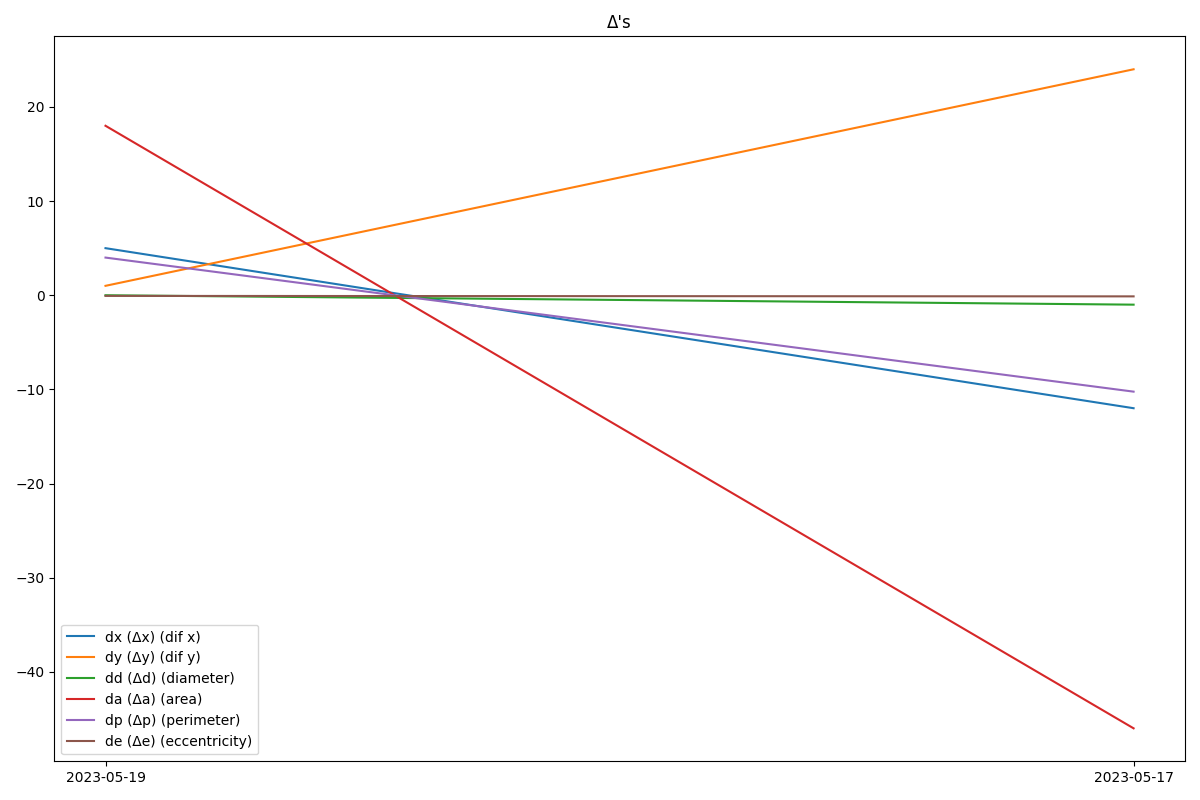 Δ's
20
10
0
−10
−20
−30
−40
dx (Δx) (dif x)
dy (Δy) (dif y)
dd (Δd) (diameter)
da (Δa) (area)
dp (Δp) (perimeter)
de (Δe) (eccentricity)
2023-05-19
2023-05-17